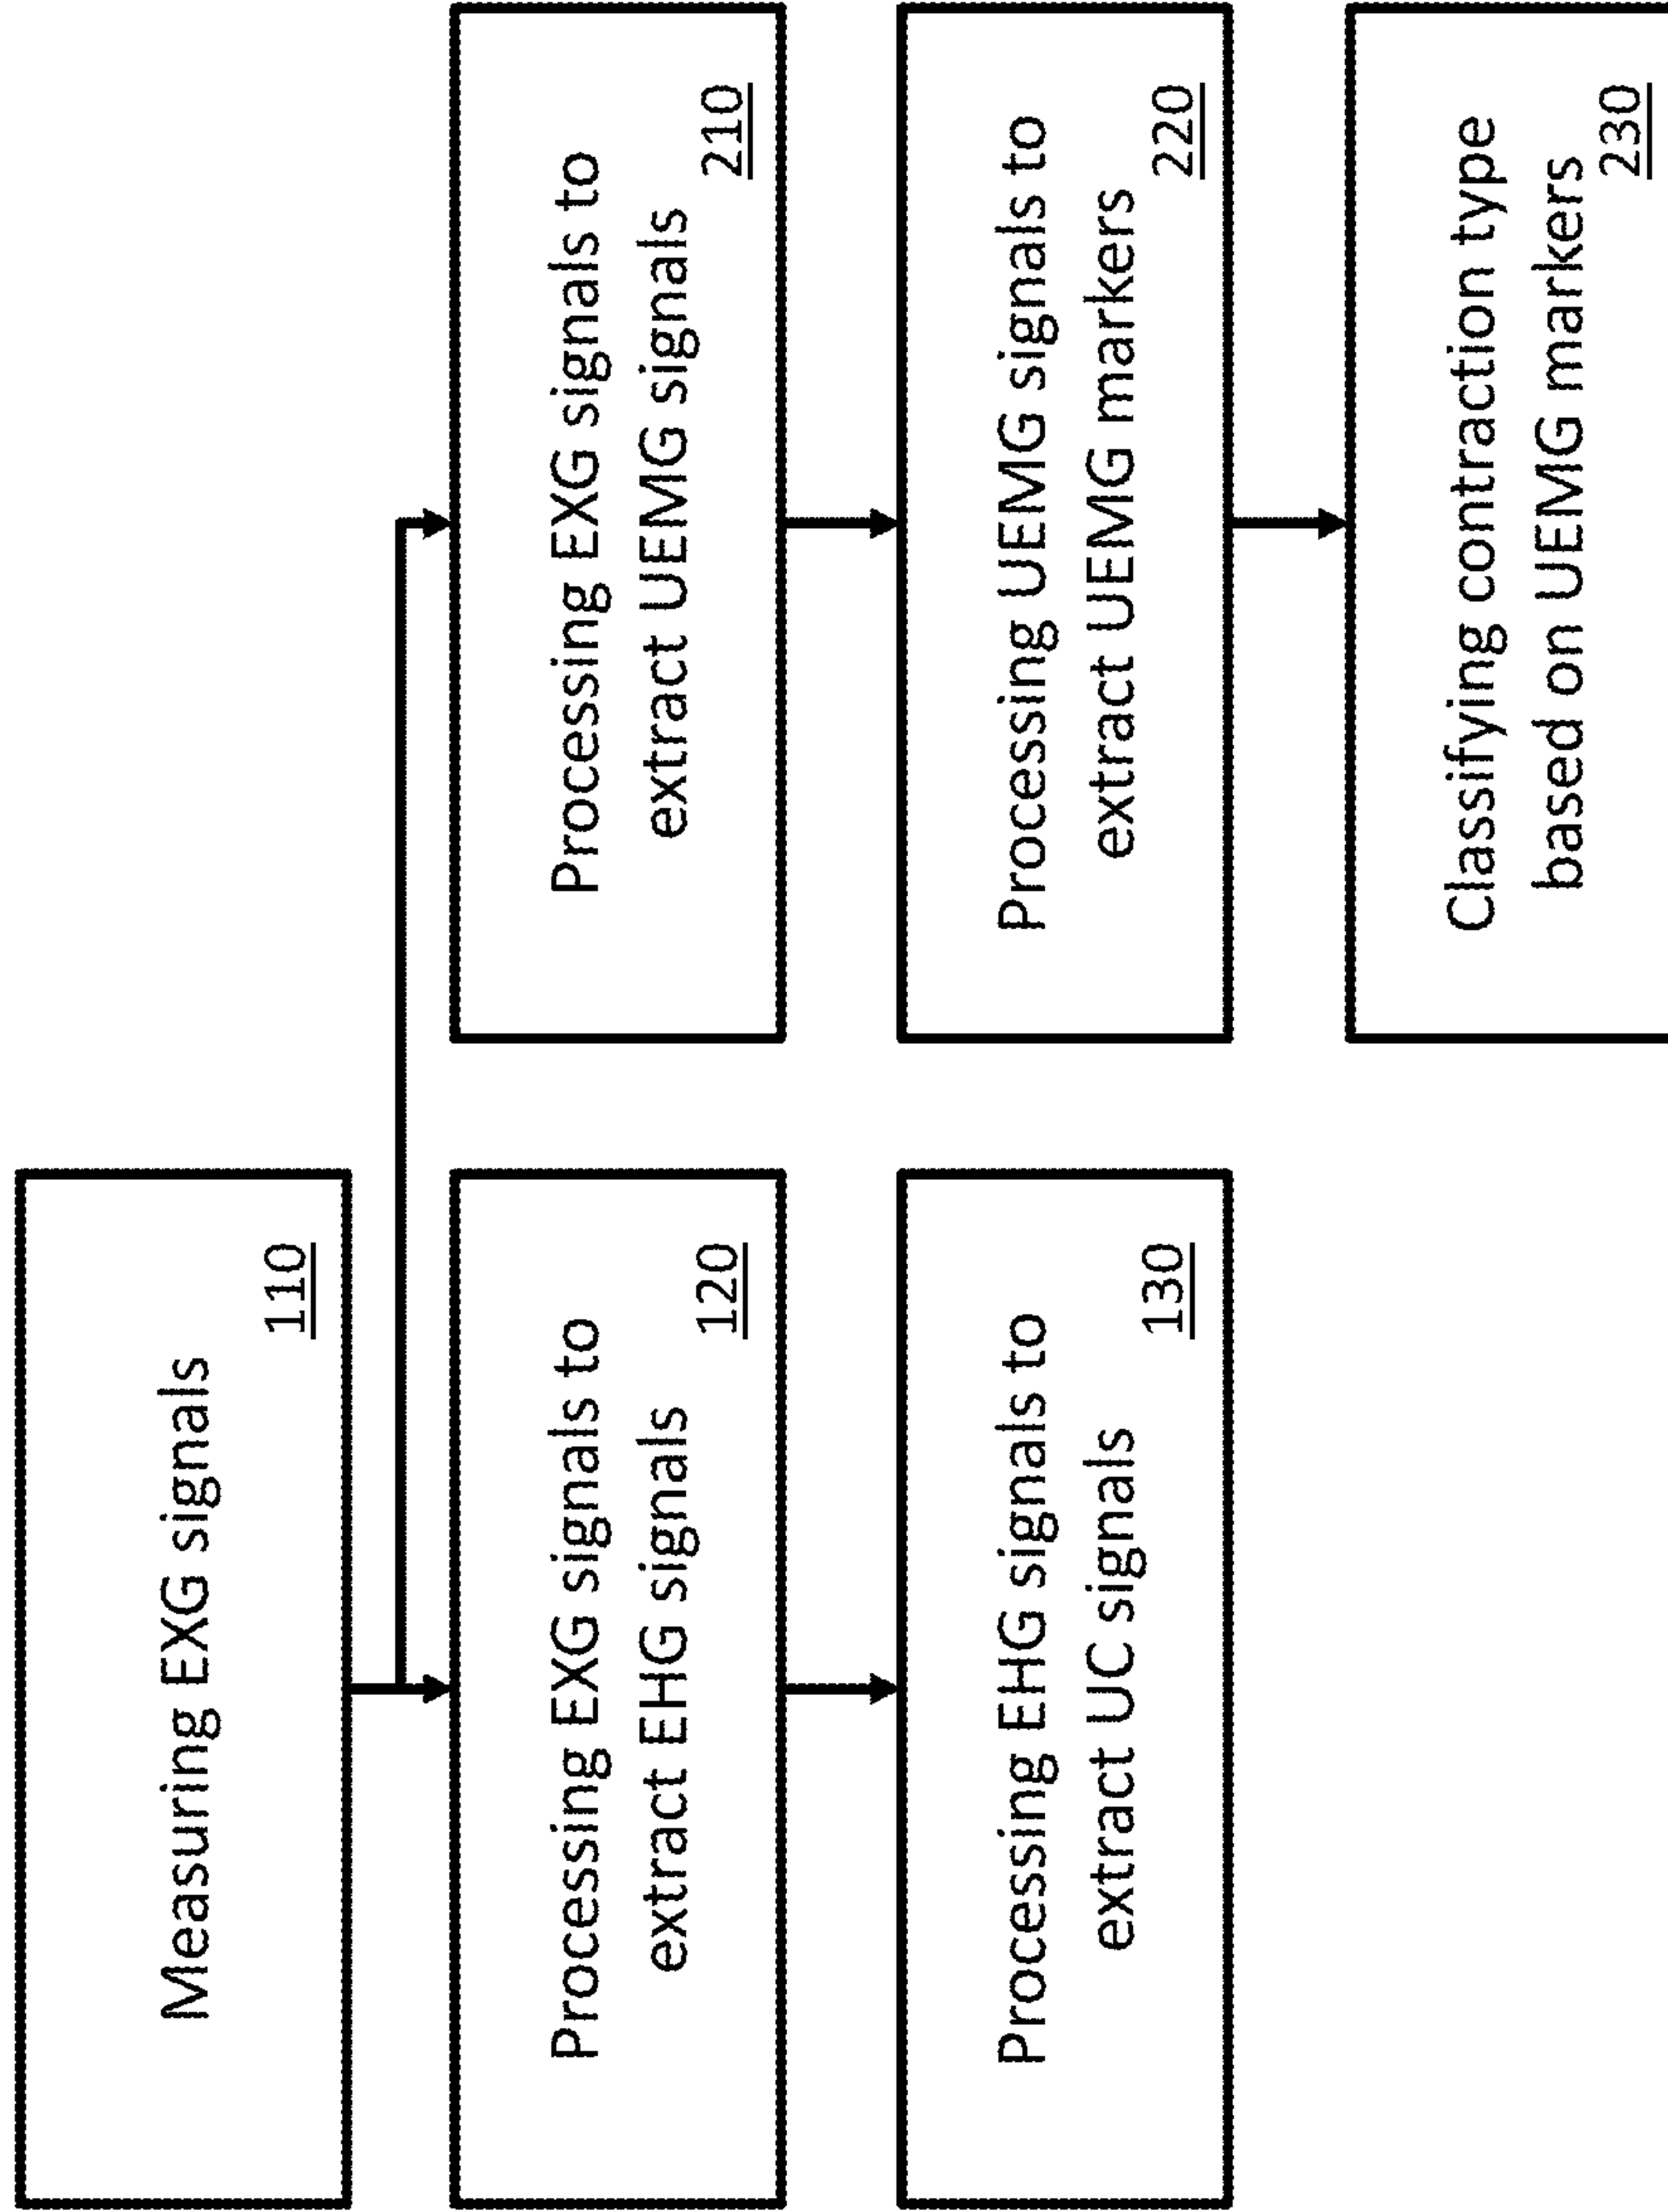 Measuring EXG signals
110
Processing EXG signals to
extract EHG signals
120
Processing EHG signals to
extract UC signals
130
Processing EXG signals to
extract UEMG signals
210
Processing UEMG signals to
extract UEMG markers
220
Classifying contraction type
based on UEMG markers
230